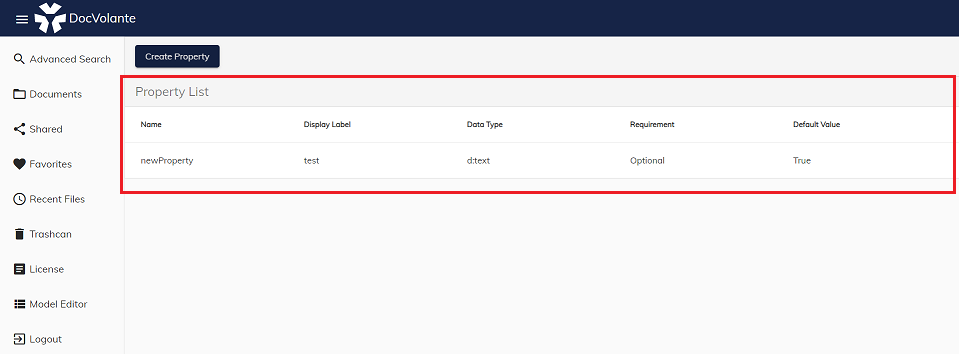 DocVolante
Advanced Search
Documents
Shared
Favorites
Recent Files
Trashcan
License
Model Editor
Logout
Create Property
Property List
Name Display Label Data Type Requirement Default Value
newProperty test d:text Optional True